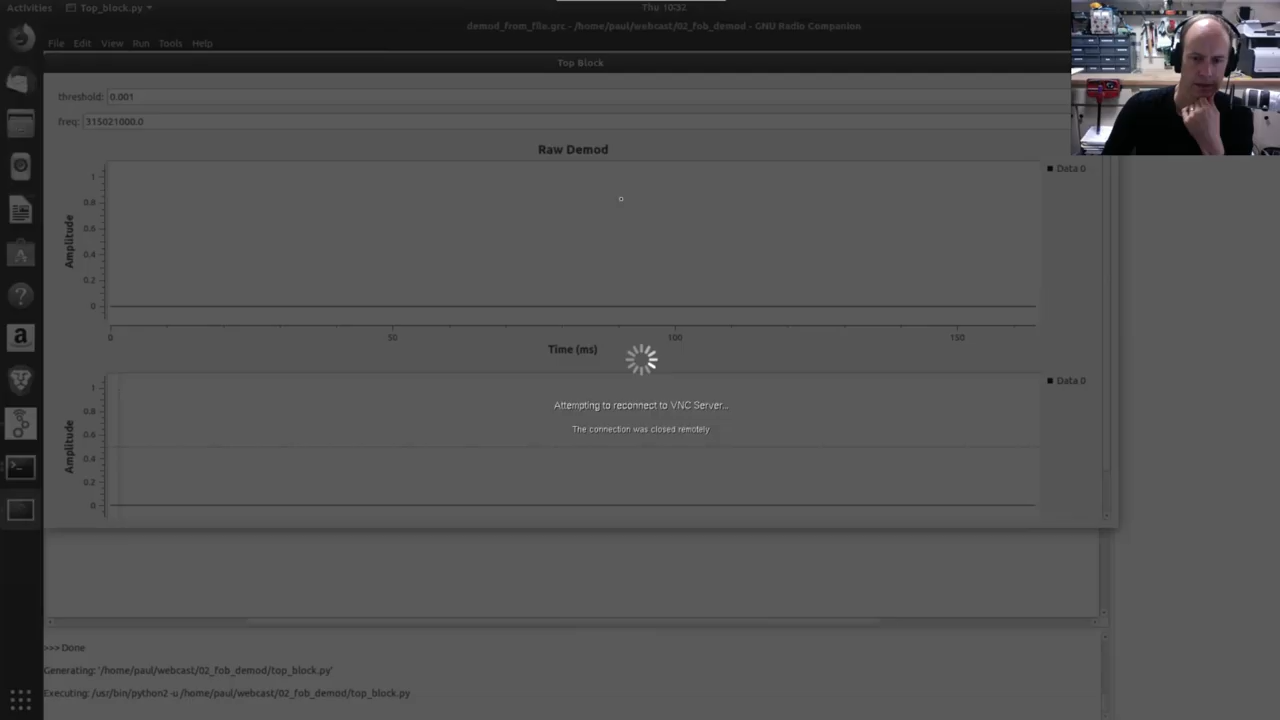 Activities
Top_block.py
Thu 10:32
demod_from_file.grc - /home/paul/webcast/02_fob_demod - GNU Radio Companion
File Edit View Run Tools Help
Top Block
threshold: 0.001
freq: 315021000.0
Raw Demod
Data 0
Amplitude
1
0.8
0.6
0.4
0.2
0
0 50 100 150
Time (ms)
Attempting to reconnect to VNC Server...
The connection was closed remotely
Data 0
Amplitude
1
0.8
0.6
0.4
0.2
0
>>> Done
Generating: '/home/paul/webcast/02_fob_demod/top_block.py'
Executing: /usr/bin/python2 -u /home/paul/webcast/02_fob_demod/top_block.py